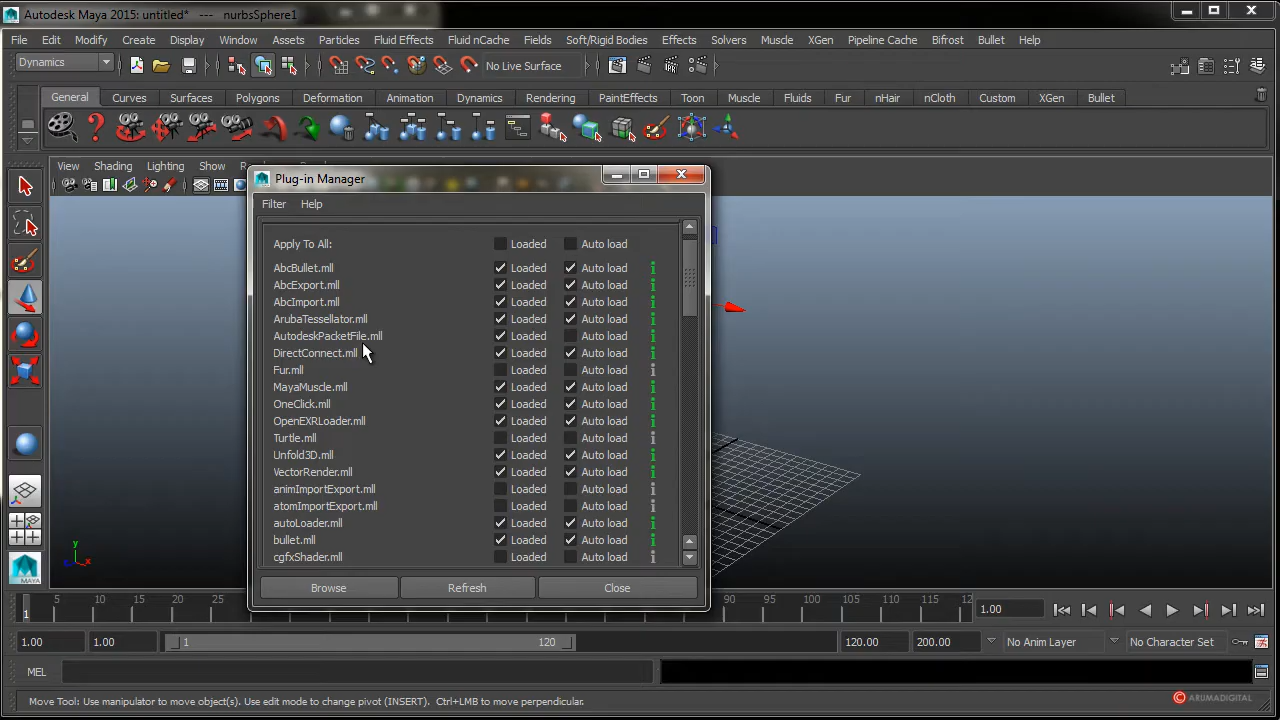 Autodesk Maya 2015: untitled* --- nurbsSphere1
File Edit Modify Create Display Window Assets Particles Fluid Effects Fluid nCache Fields Soft/Rigid Bodies Effects Solvers Muscle XGen Pipeline Cache Bifrost Bullet Help
Dynamics No Live Surface
General Curves Surfaces Polygons Deformation Animation Dynamics Rendering PaintEffects Toon Muscle Fluids Fur nHair nCloth Custom XGen Bullet
View Shading Lighting Show
Plug-in Manager
Filter Help
Apply To All: Loaded Auto load
AbcBullet.mll Loaded Auto load
AbcExport.mll Loaded Auto load
AbcImport.mll Loaded Auto load
ArubaTessellator.mll Loaded Auto load
AutodeskPacketFile.mll Loaded Auto load
DirectConnect.mll Loaded Auto load
Fur.mll Loaded Auto load
MayaMuscle.mll Loaded Auto load
OneClick.mll Loaded Auto load
OpenEXRLoader.mll Loaded Auto load
Turtle.mll Loaded Auto load
Unfold3D.mll Loaded Auto load
VectorRender.mll Loaded Auto load
animImportExport.mll Loaded Auto load
atomImportExport.mll Loaded Auto load
autoLoader.mll Loaded Auto load
bullet.mll Loaded Auto load
cgfxShader.mll Loaded Auto load
Browse Refresh Close
y
x
MAYA
1 5 10 15 20 25 90 95 100 105 110 115 12 1.00
1.00 1.00 1 120 120.00 200.00 No Anim Layer No Character Set
MEL
Move Tool: Use manipulator to move object(s). Use edit mode to change pivot (INSERT). Ctrl+LMB to move perpendicular.
© ARUMADIGITAL